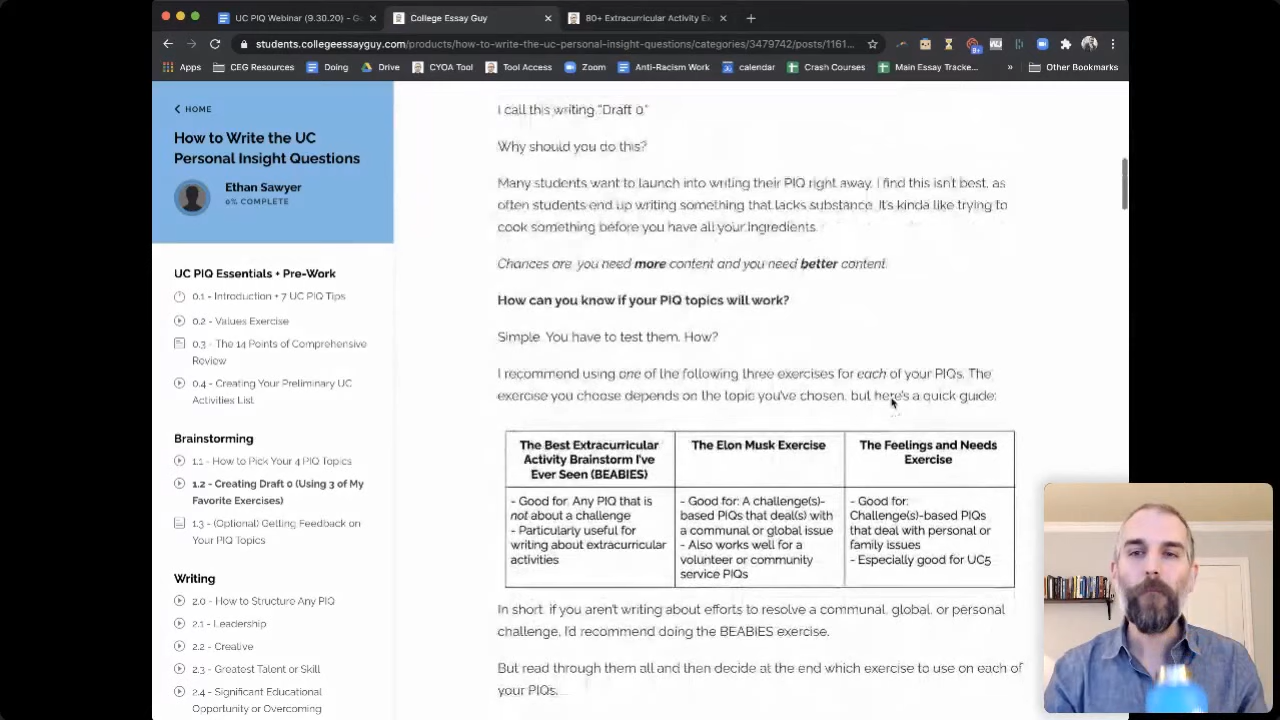 UC PIQ Webinar (9.30.20) – G
College Essay Guy
80+ Extracurricular Activity Ex
students.collegeessayguy.com/products/how-to-write-the-uc-personal-insight-questions/categories/3479742/posts/1161...
Apps
CEG Resources
Doing
Drive
CYOA Tool
Tool Access
Zoom
Anti-Racism Work
calendar
Crash Courses
Main Essay Tracke...
»
Other Bookmarks
HOME
How to Write the UC
Personal Insight Questions
Ethan Sawyer
0% COMPLETE
UC PIQ Essentials + Pre-Work
0.1 - Introduction + 7 UC PIQ Tips
0.2 - Values Exercise
0.3 - The 14 Points of Comprehensive
Review
0.4 - Creating Your Preliminary UC
Activities List
Brainstorming
1.1 - How to Pick Your 4 PIQ Topics
1.2 - Creating Draft 0 (Using 3 of My
Favorite Exercises)
1.3 - (Optional) Getting Feedback on
Your PIQ Topics
Writing
2.0 - How to Structure Any PIQ
2.1 - Leadership
2.2 - Creative
2.3 - Greatest Talent or Skill
2.4 - Significant Educational
Opportunity or Overcoming
I call this writing "Draft 0."
Why should you do this?
Many students want to launch into writing their PIQ right away. I find this isn't best, as
often students end up writing something that lacks substance. It's kinda like trying to
cook something before you have all your ingredients.
Chances are, you need more content and you need better content.
How can you know if your PIQ topics will work?
Simple. You have to test them. How?
I recommend using one of the following three exercises for each of your PIQs. The
exercise you choose depends on the topic you've chosen, but here's a quick guide:
The Best Extracurricular
Activity Brainstorm I've
Ever Seen (BEABIES)
- Good for: Any PIQ that is
not about a challenge
- Particularly useful for
writing about extracurricular
activities
The Elon Musk Exercise
- Good for: A challenge(s)-
based PIQs that deal(s) with
a communal or global issue
- Also works well for a
volunteer or community
service PIQs
The Feelings and Needs
Exercise
- Good for:
Challenge(s)-based PIQs
that deal with personal or
family issues
- Especially good for UC5
In short, if you aren't writing about efforts to resolve a communal, global, or personal
challenge, I'd recommend doing the BEABIES exercise.
But read through them all and then decide at the end which exercise to use on each of
your PIQs.